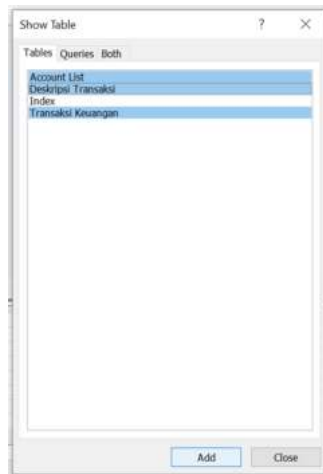 Show Table ? ×
Tables Queries Both
Account List
Deskripsi Transaksi
Index
Transaksi Keuangan
Add Close